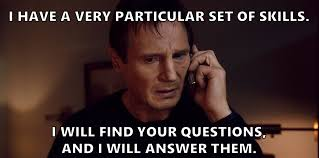 I HAVE A VERY PARTICULAR SET OF SKILLS.
I WILL FIND YOUR QUESTIONS,
AND I WILL ANSWER THEM.